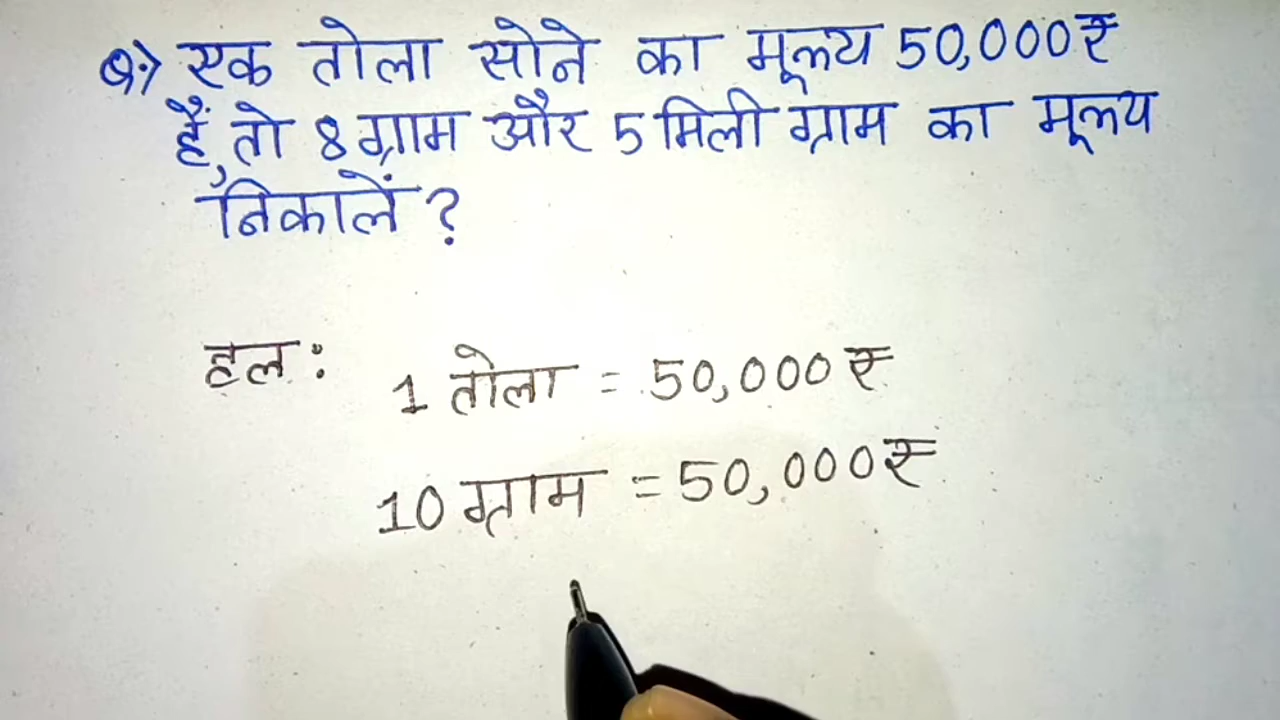 Q.) एक तोला सोने का मूल्य 50,000₹
हैं, तो 8 ग्राम और 5 मिली ग्राम का मूल्य
निकालें ?
हल : 1 तोला = 50,000₹
10 ग्राम = 50,000₹